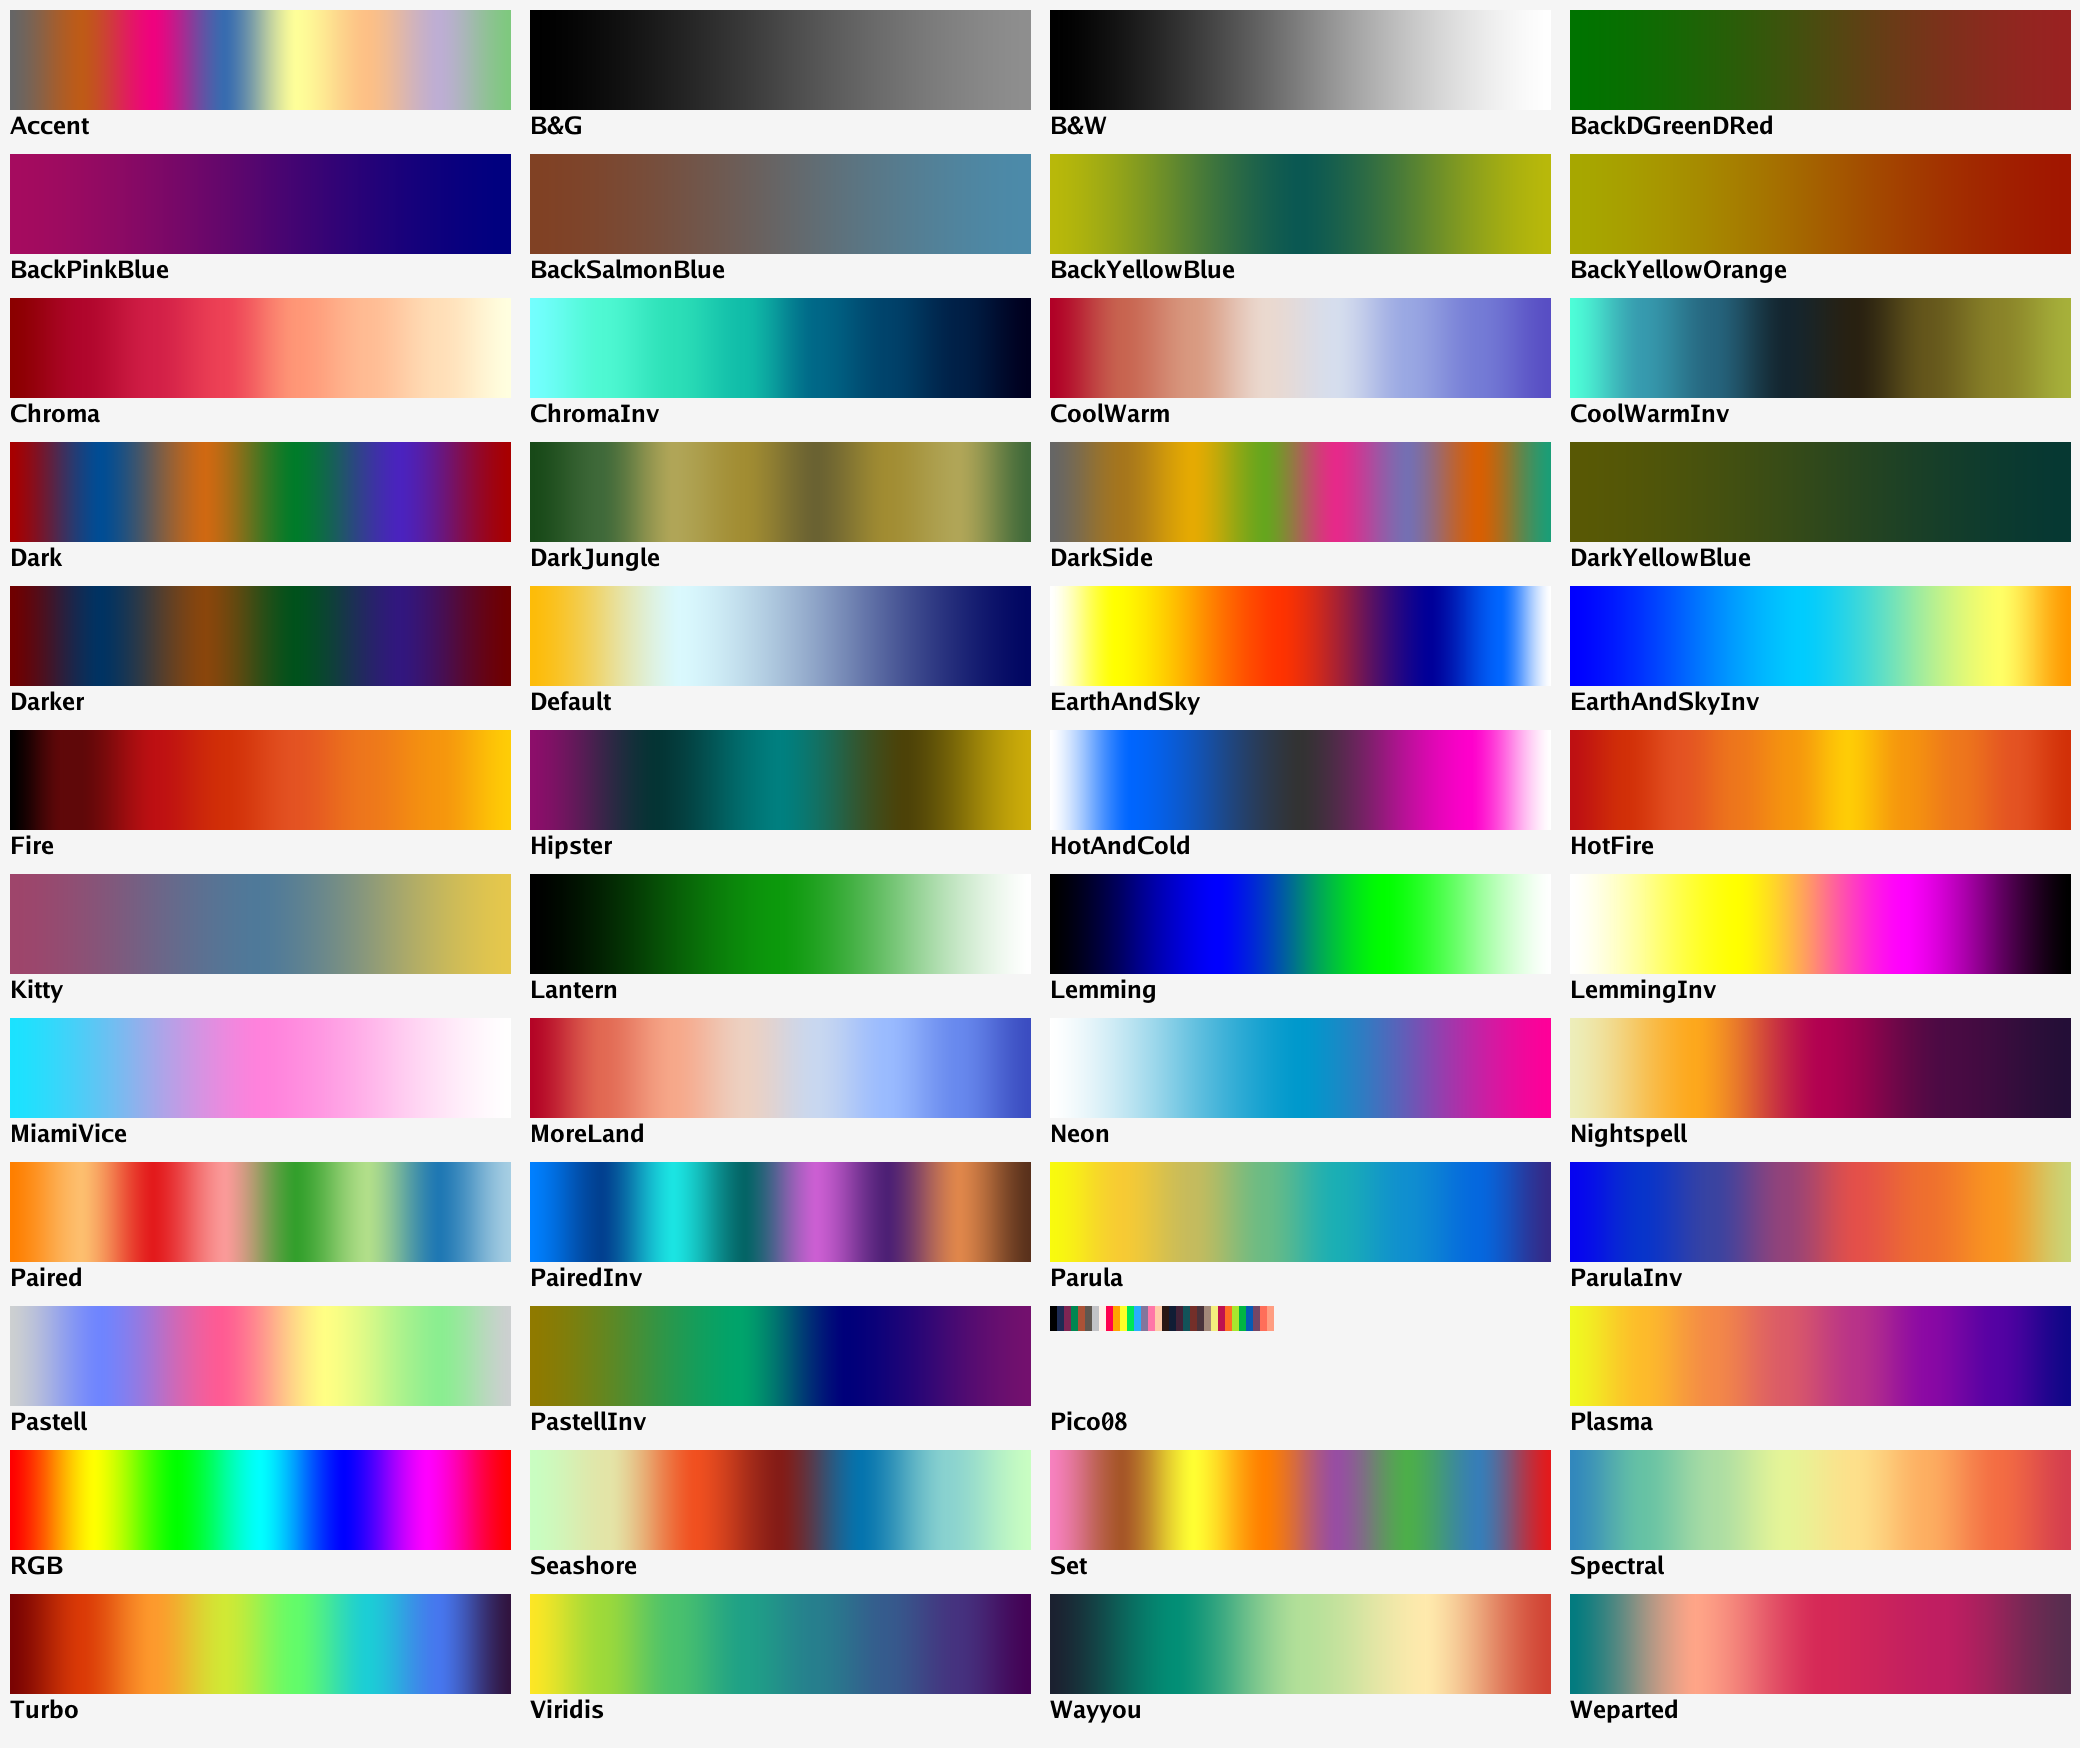 Accent
B&G
B&W
BackDGreenDRed
BackPinkBlue
BackSalmonBlue
BackYellowBlue
BackYellowOrange
Chroma
ChromaInv
CoolWarm
CoolWarmInv
Dark
DarkJungle
DarkSide
DarkYellowBlue
Darker
Default
EarthAndSky
EarthAndSkyInv
Fire
Hipster
HotAndCold
HotFire
Kitty
Lantern
Lemming
LemmingInv
MiamiVice
MoreLand
Neon
Nightspell
Paired
PairedInv
Parula
ParulaInv
Pastell
PastellInv
Pico08
Plasma
RGB
Seashore
Set
Spectral
Turbo
Viridis
Wayyou
Weparted